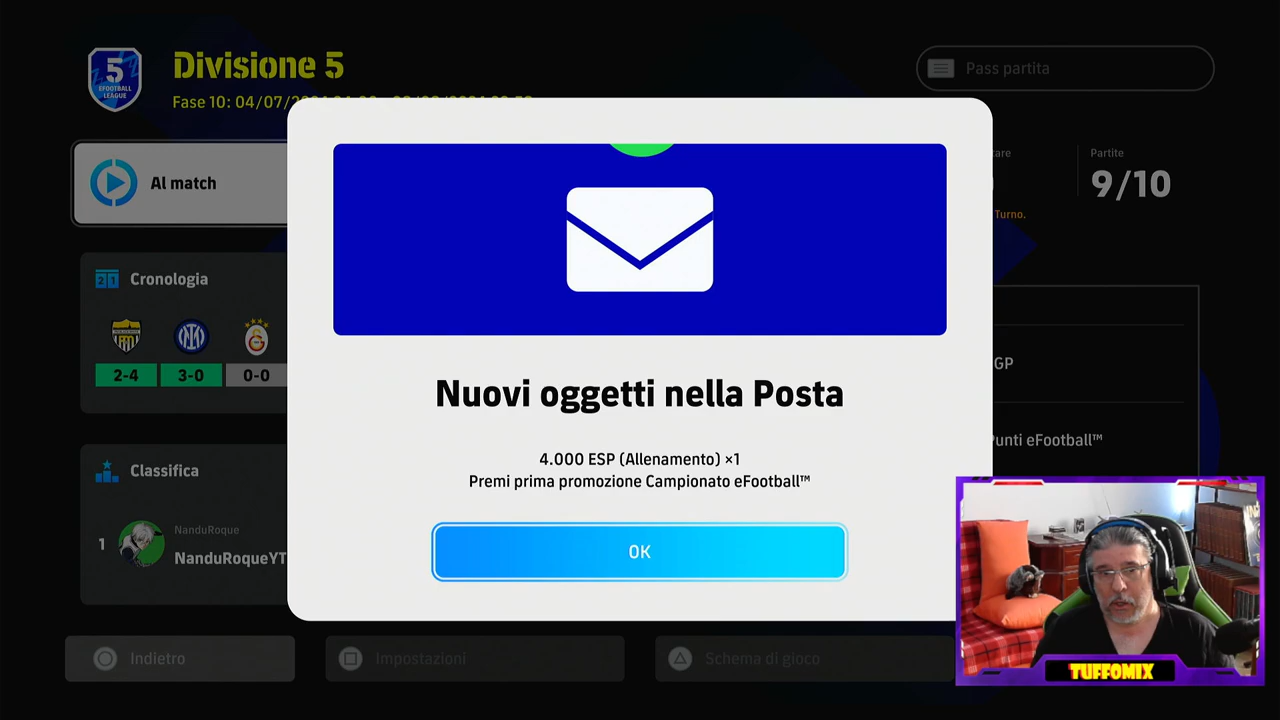 5
EFOOTBALL
LEAGUE
Divisione 5
Fase 10: 04/07/
Pass partita
Al match
Partite
9/10
Turno.
Cronologia
2-4
3-0
0-0
Nuovi oggetti nella Posta
4.000 ESP (Allenamento) ×1
Premi prima promozione Campionato eFootball™
OK
GP
Punti eFootball™
Classifica
1
NanduRoque
NanduRoqueYT
Indietro
Impostazioni
Schema di gioco
TUFFOMIX